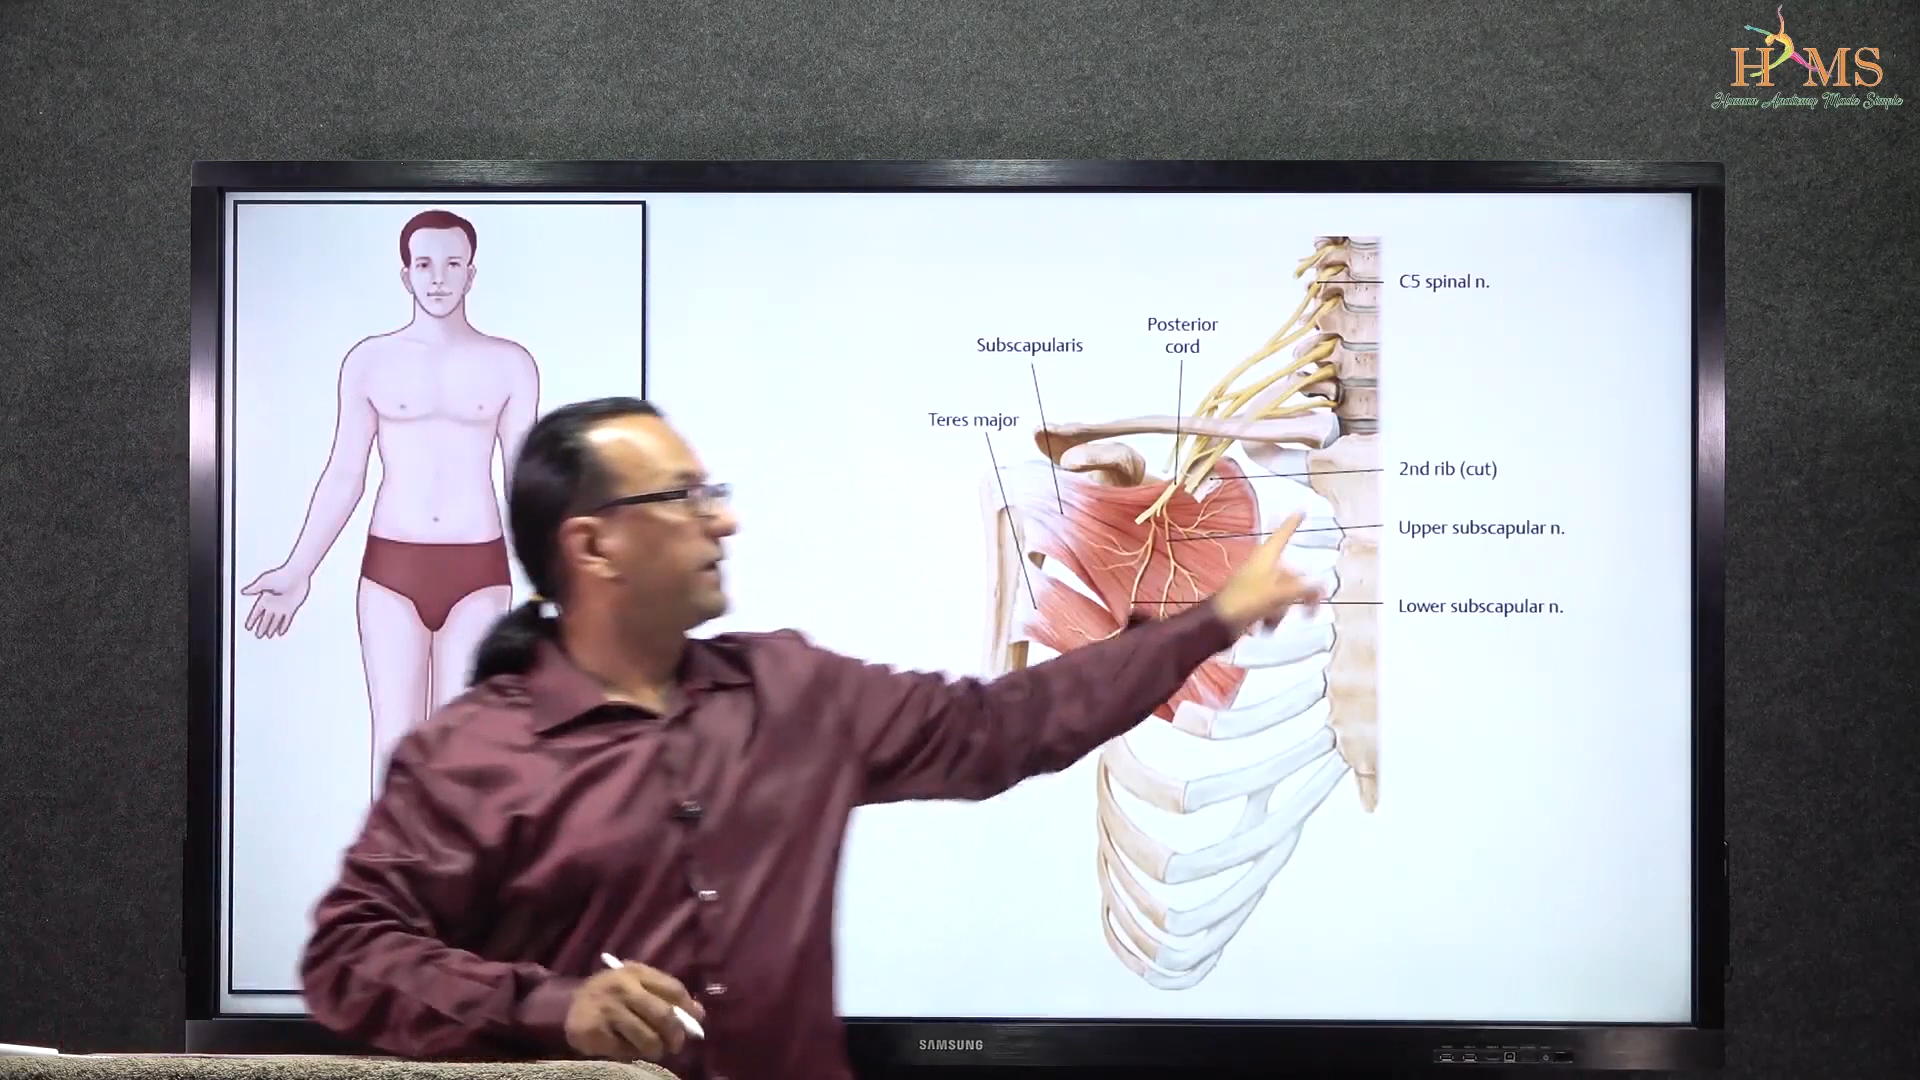 H MS
Human Anatomy Made Simple
C5 spinal n.
Posterior
cord
Subscapularis
Teres major
2nd rib (cut)
Upper subscapular n.
Lower subscapular n.
SAMSUNG